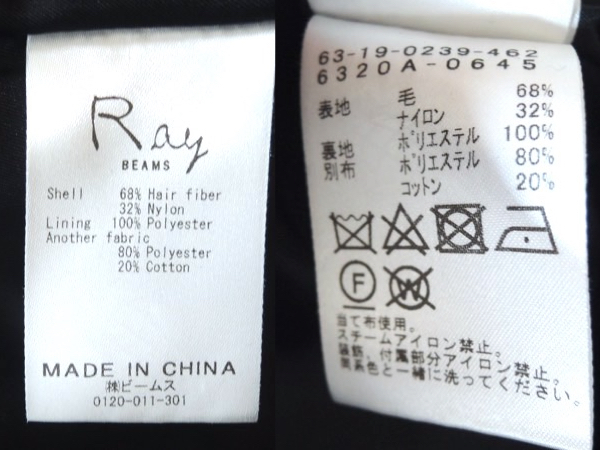 Ray
BEAMS
Shell 68% Hair fiber
32% Nylon
Lining 100% Polyester
Another fabric
80% Polyester
20% Cotton
MADE IN CHINA
㈱ビームス
0120-011-301
63-19-0239-462
6320A-0645
表地 毛 68%
ナイロン 32%
裏地 ポリエステル 100%
別布 ポリエステル 80%
コットン 20%
F
W
当て布使用。
スチームアイロン禁止。
装飾、付属部分アイロン禁止。
同系色と一緒に洗ってください。